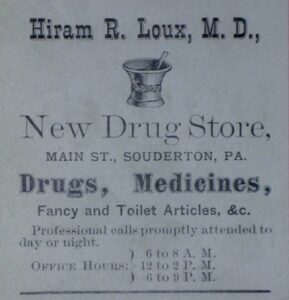 Hiram R. Loux, M. D.,
New Drug Store,
MAIN ST., SOUDERTON, PA.
Drugs, Medicines,
Fancy and Toilet Articles, &c.
Professional calls promptly attended to
day or night.
) 6 to 8 A. M.
OFFICE HOURS: - 12 to 2 P. M.
) 6 to 9 P. M.